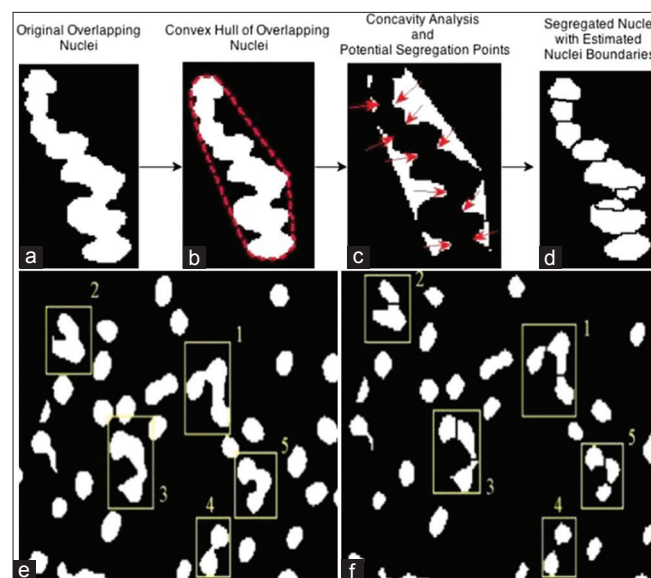 Original Overlapping
Nuclei
Convex Hull of Overlapping
Nuclei
Concavity Analysis
and
Potential Segregation Points
Segregated Nuclei
with Estimated
Nuclei Boundaries
a
b
c
d
2
1
3
5
4
e
2
1
3
5
4
f